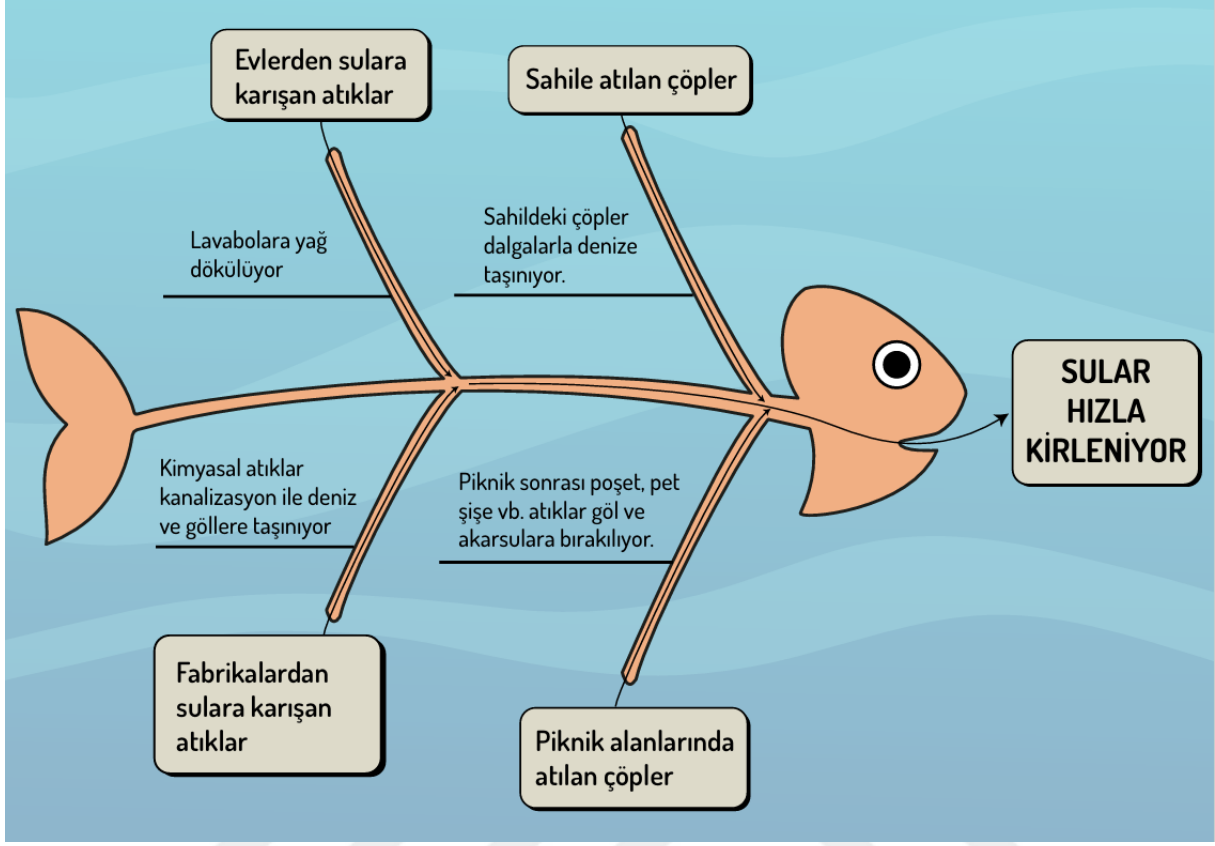 Evlerden sulara
karışan atıklar
Sahile atılan çöpler
Lavabolara yağ
dökülüyor
Sahildeki çöpler
dalgalarla denize
taşınıyor.
SULAR
HIZLA
KİRLENİYOR
Kimyasal atıklar
kanalizasyon ile deniz
ve göllere taşınıyor
Piknik sonrası poşet, pet
şişe vb. atıklar göl ve
akarsulara bırakılıyor.
Fabrikalardan
sulara karışan
atıklar
Piknik alanlarında
atılan çöpler